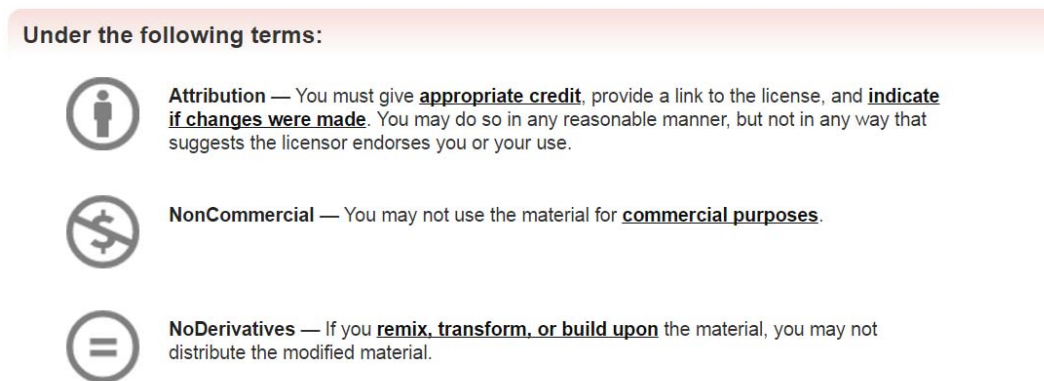 Under the following terms:
Attribution — You must give appropriate credit, provide a link to the license, and indicate
if changes were made. You may do so in any reasonable manner, but not in any way that
suggests the licensor endorses you or your use.
NonCommercial — You may not use the material for commercial purposes.
NoDerivatives — If you remix, transform, or build upon the material, you may not
distribute the modified material.